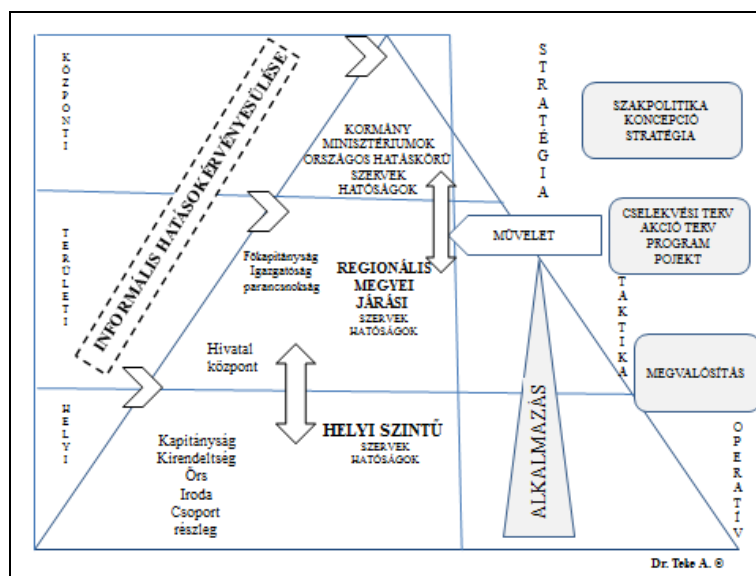 KÖZPONTI
TERÜLETI
HELYI
INFORMÁLIS HATÁSOK ÉRVÉNYESÜLÉSE
KORMÁNY
MINISZTÉRIUMOK
ORSZÁGOS HATÁSKÖRŰ
SZERVEK
HATÓSÁGOK
Főkapitányság
Igazgatóság
parancsnokság
REGIONÁLIS
MEGYEI
JÁRÁSI
SZERVEK
HATÓSÁGOK
Hivatal
központ
HELYI SZINTŰ
SZERVEK
HATÓSÁGOK
Kapitányság
Kirendeltség
Őrs
Iroda
Csoport
részleg
STRATÉGIA
MŰVELET
TAKTIKA
ALKALMAZÁS
OPERATÍV
SZAKPOLITIKA
KONCEPCIÓ
STRATÉGIA
CSELEKVÉSI TERV
AKCIÓ TERV
PROGRAM
POJEKT
MEGVALÓSÍTÁS
Dr. Teke A. ®